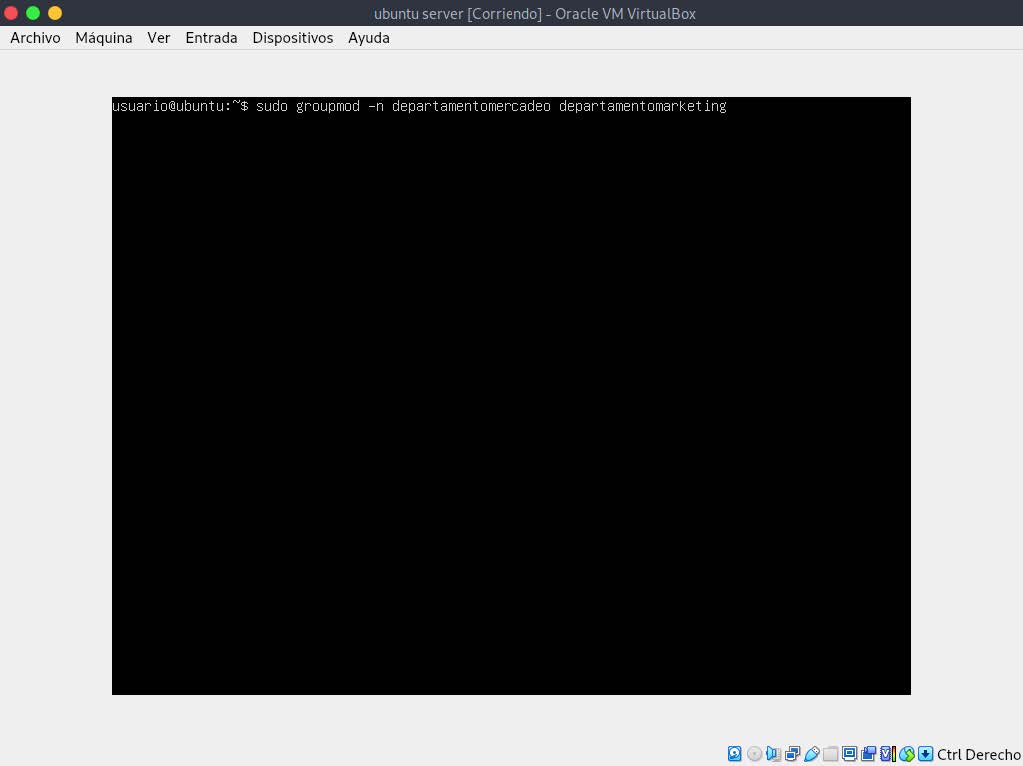 ubuntu server [Corriendo] - Oracle VM VirtualBox
Archivo Máquina Ver Entrada Dispositivos Ayuda
usuario@ubuntu:~$ sudo groupmod -n departamentomercadeo departamentomarketing
Ctrl Derecho